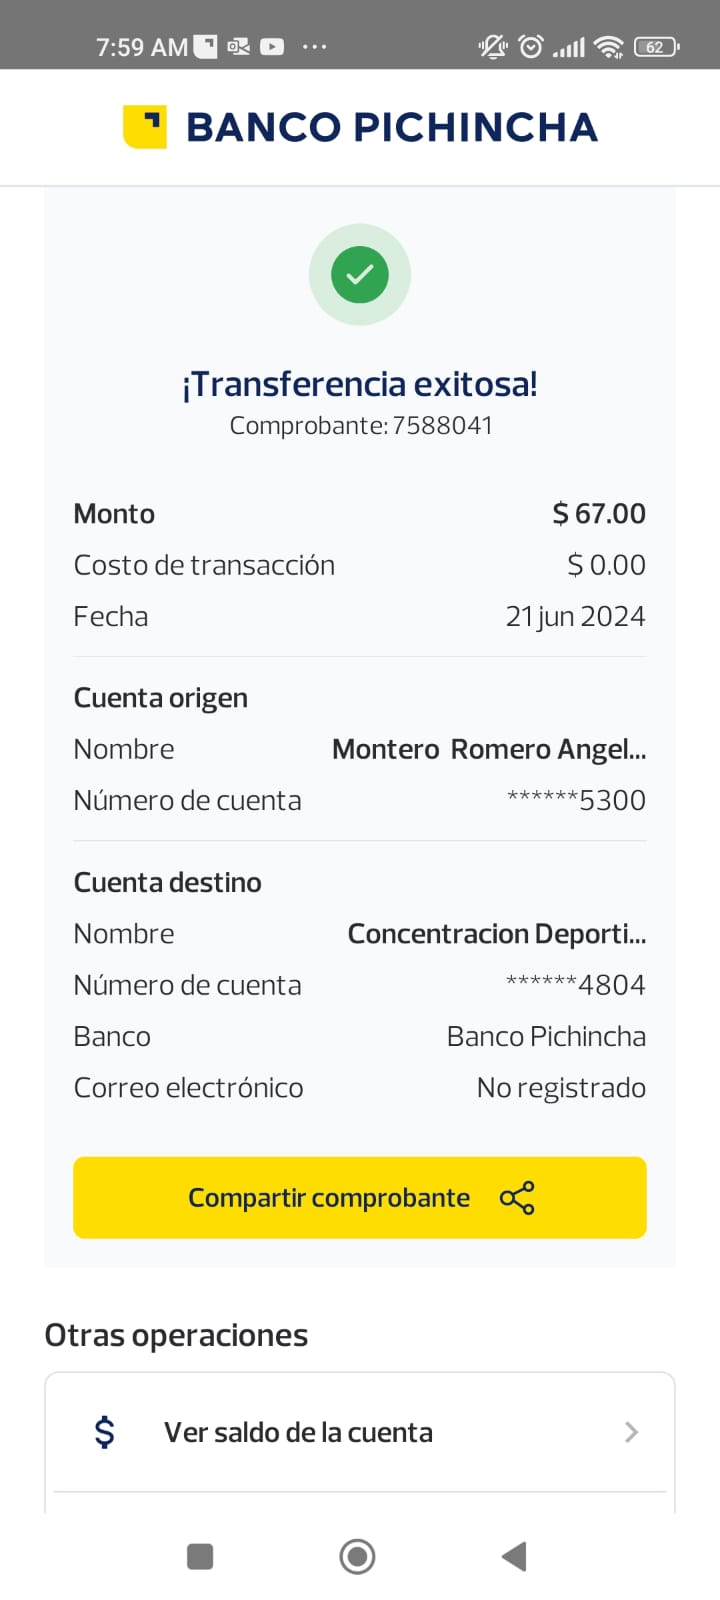 7:59 AM
62
BANCO PICHINCHA
¡Transferencia exitosa!
Comprobante: 7588041
Monto $ 67.00
Costo de transacción $ 0.00
Fecha 21 jun 2024
Cuenta origen
Nombre Montero Romero Angel...
Número de cuenta ******5300
Cuenta destino
Nombre Concentracion Deporti...
Número de cuenta ******4804
Banco Banco Pichincha
Correo electrónico No registrado
Compartir comprobante
Otras operaciones
$ Ver saldo de la cuenta